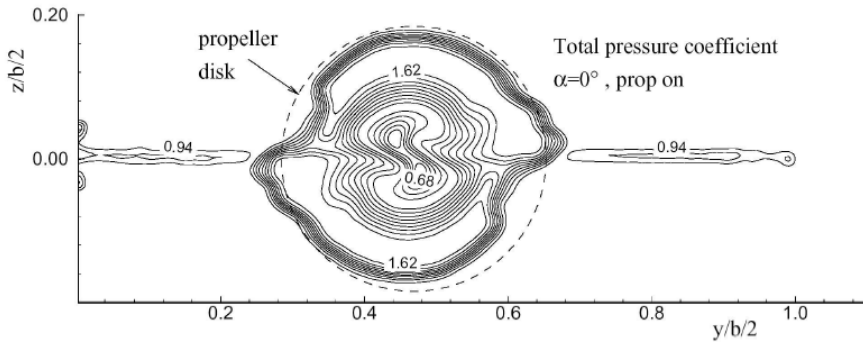 0.20
z/b/2
0.00
propeller
disk
Total pressure coefficient
α=0° , prop on
1.62
0.94
0.68
0.94
1.62
0.2
0.4
0.6
0.8
1.0
y/b/2